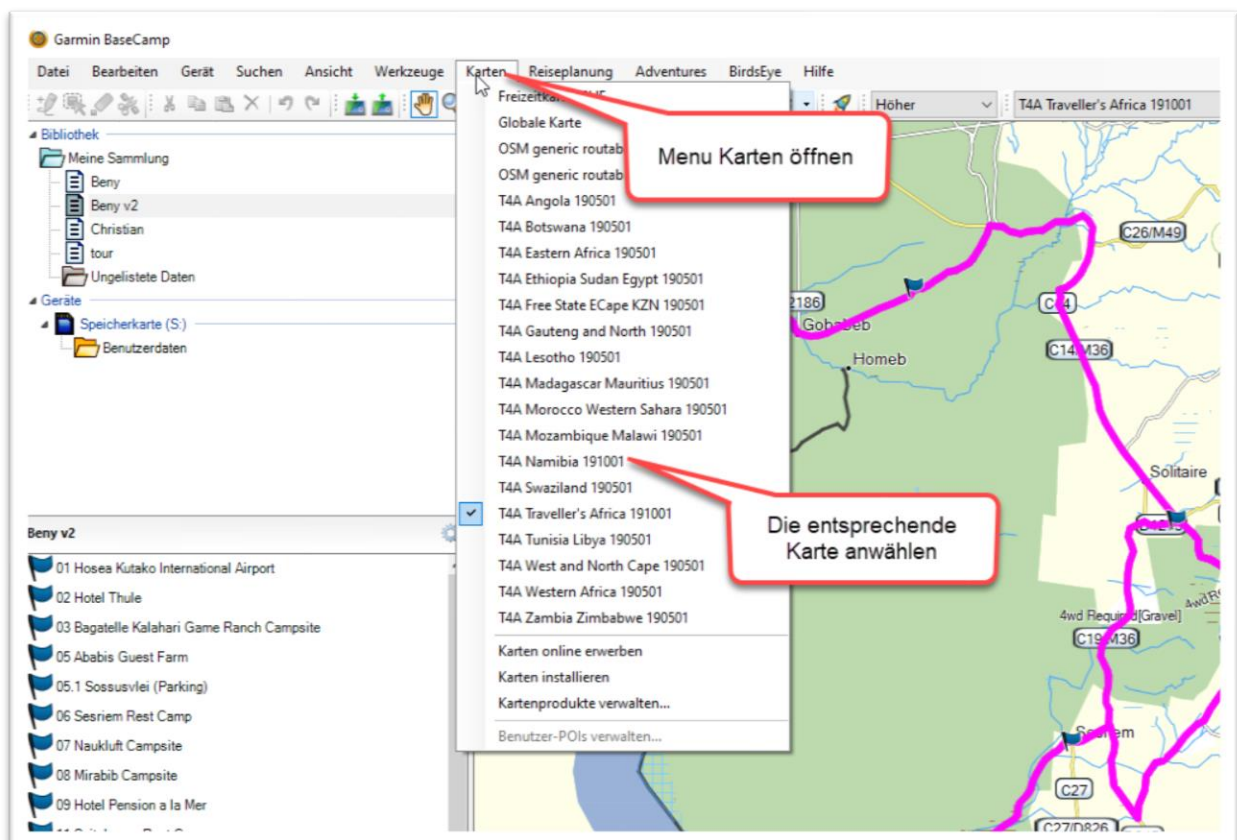 Garmin BaseCamp
Datei Bearbeiten Gerät Suchen Ansicht Werkzeuge Karten Reiseplanung Adventures BirdsEye Hilfe
Höher T4A Traveller's Africa 191001
Bibliothek
Meine Sammlung
Beny
Beny v2
Christian
tour
Ungelistete Daten
Geräte
Speicherkarte (S:)
Benutzerdaten
Globale Karte
OSM generic
OSM generic
T4A Angola 190501
T4A Botswana 190501
T4A Eastern Africa 190501
T4A Ethiopia Sudan Egypt 190501
T4A Free State ECape KZN 190501
T4A Gauteng and North 190501
T4A Lesotho 190501
T4A Madagascar Mauritius 190501
T4A Morocco Western Sahara 190501
T4A Mozambique Malawi 190501
T4A Namibia 191001
T4A Swaziland 190501
T4A Traveller's Africa 191001
T4A Tunisia Libya 190501
T4A West and North Cape 190501
T4A Western Africa 190501
T4A Zambia Zimbabwe 190501
Karten online erwerben
Karten installieren
Kartenprodukte verwalten...
Benutzer-POIs verwalten...
Menu Karten öffnen
Die entsprechende
Karte anwählen
Beny v2
01 Hosea Kutako International Airport
02 Hotel Thule
03 Bagatelle Kalahari Game Ranch Campsite
05 Ababis Guest Farm
05.1 Sossusvlei (Parking)
06 Sesriem Rest Camp
07 Naukluft Campsite
08 Mirabib Campsite
09 Hotel Pension a la Mer
C26/M49
C14/M36
Homeb
Solitaire
4wd Required[Gravel]
C19/M36
C27
C27/D826